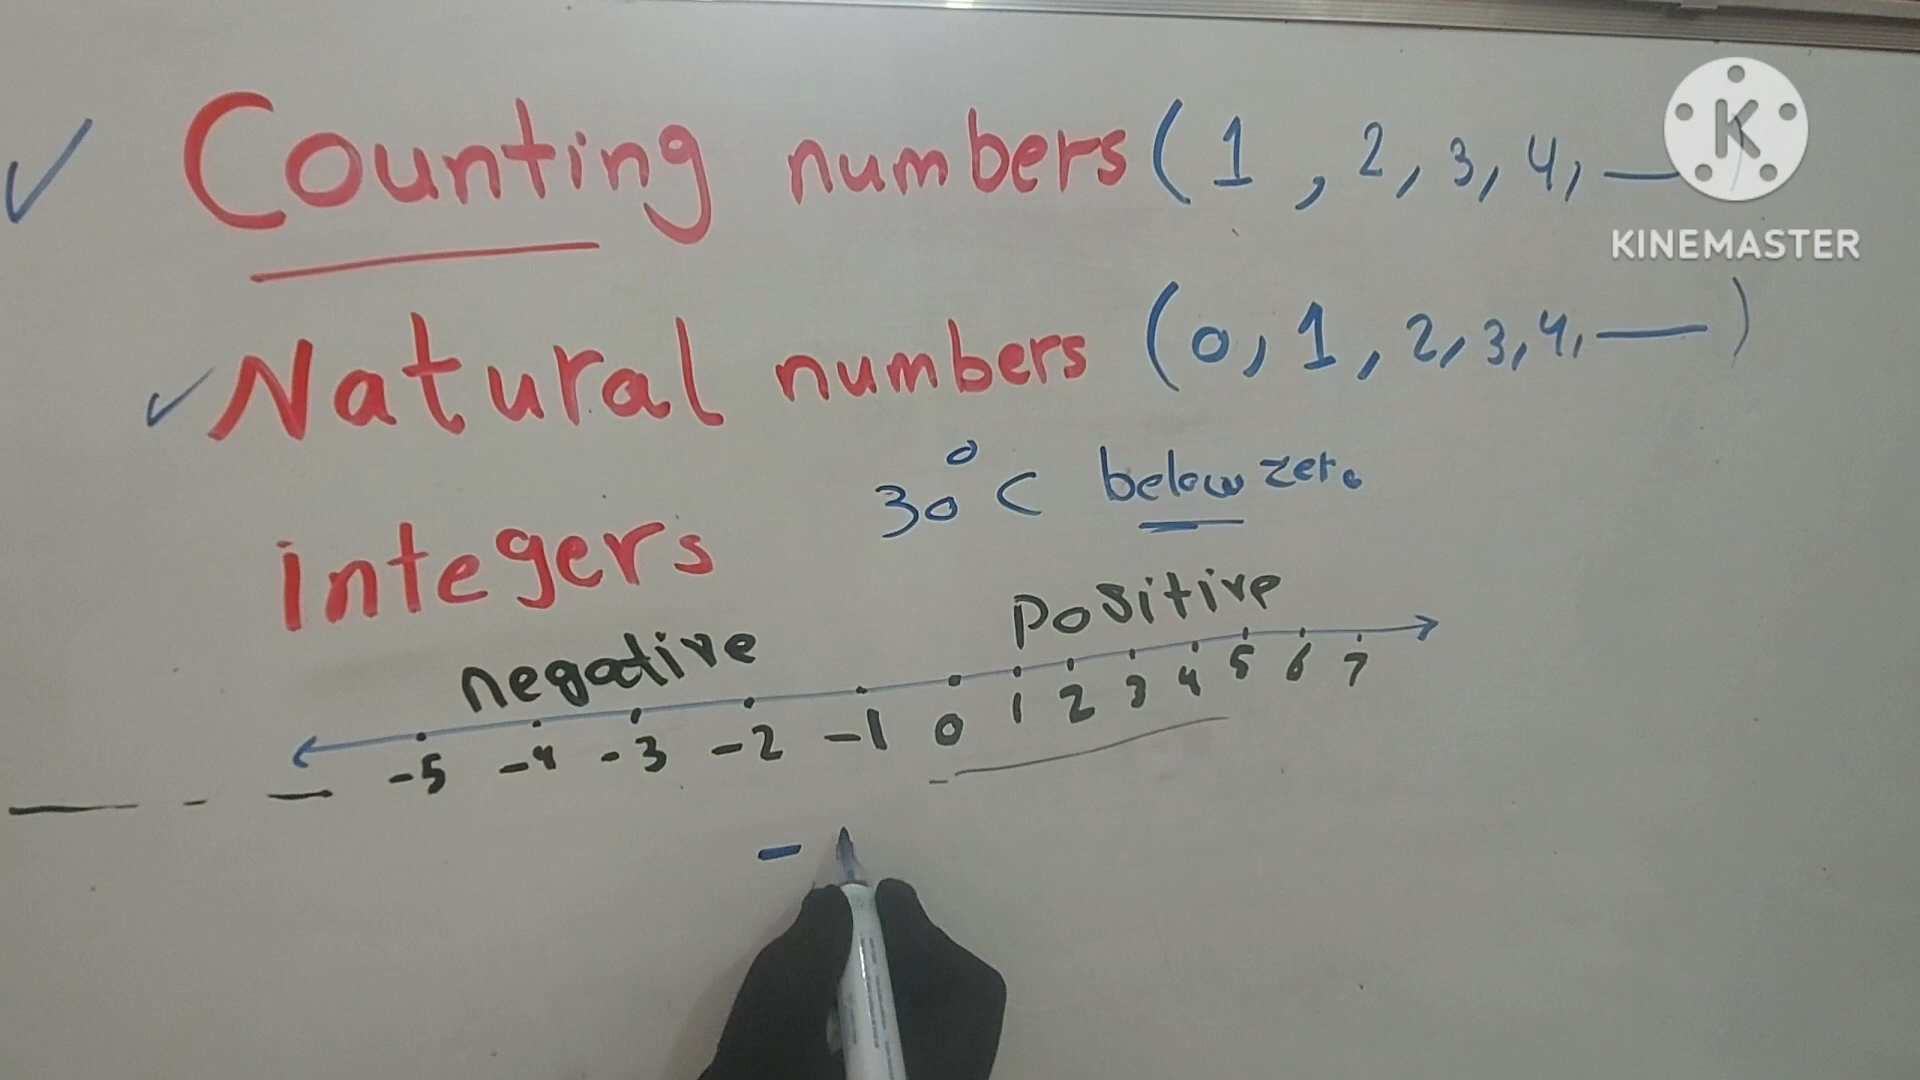 ✓ Counting numbers (1, 2, 3, 4, —
K
KINEMASTER
✓ Natural numbers (0, 1, 2, 3, 4, —)
30°C below zero
integers
negative positive
-5 -4 -3 -2 -1 0 1 2 3 4 5 6 7
-